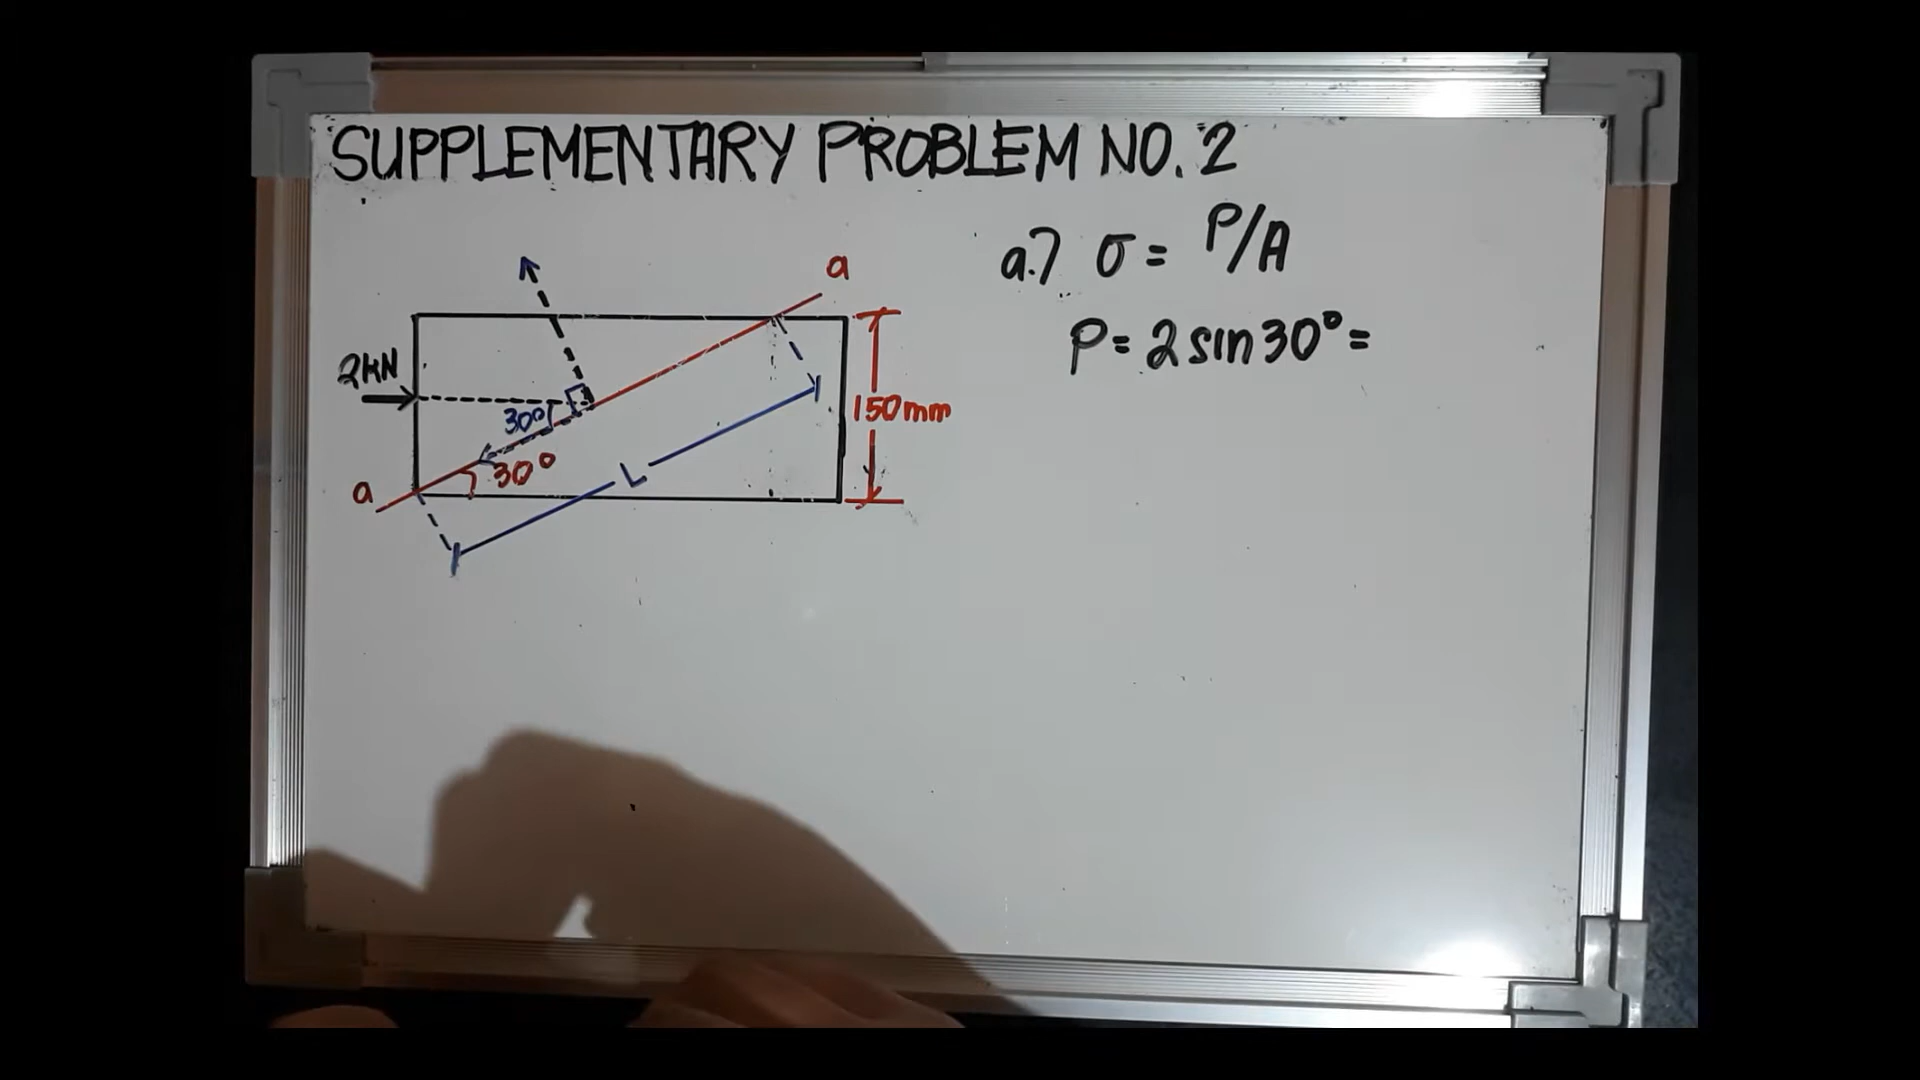 SUPPLEMENTARY PROBLEM NO. 2
a.) σ = P/A
P = 2 sin 30° =
a
2kN
30°
150mm
30°
a
L